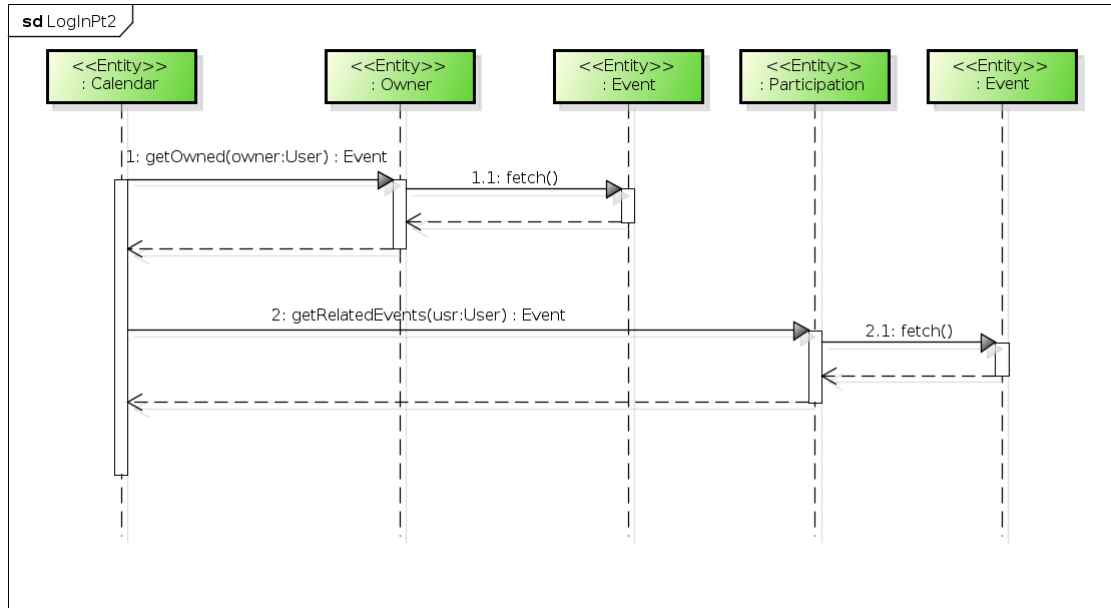 sd LogInPt2
<<Entity>>
: Calendar
<<Entity>>
: Owner
<<Entity>>
: Event
<<Entity>>
: Participation
<<Entity>>
: Event
1: getOwned(owner:User) : Event
1.1: fetch()
2: getRelatedEvents(usr:User) : Event
2.1: fetch()